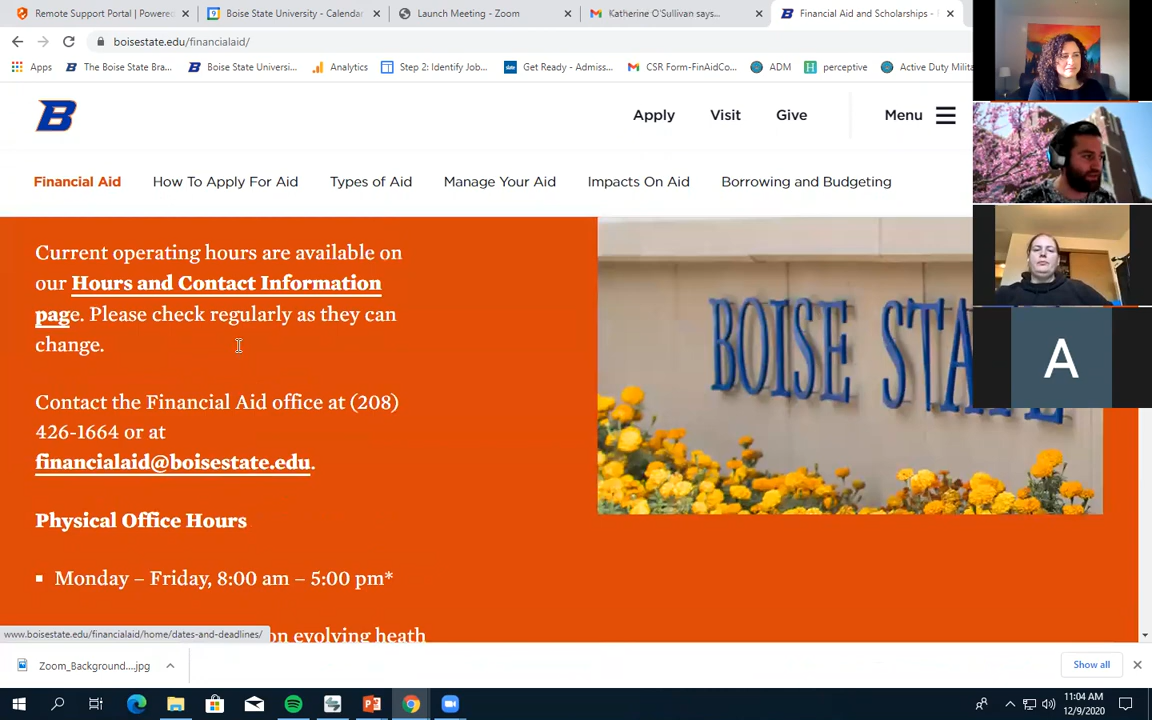 Remote Support Portal | Powere
Boise State University - Calenda
Launch Meeting - Zoom
Katherine O'Sullivan says...
Financial Aid and Scholarships -
boisestate.edu/financialaid/
Apps
The Boise State Bra...
Boise State Universi...
Analytics
Step 2: Identify Job...
Get Ready - Admiss...
CSR Form-FinAidCo...
ADM
perceptive
Active Duty Milita
B
Apply
Visit
Give
Menu
Financial Aid
How To Apply For Aid
Types of Aid
Manage Your Aid
Impacts On Aid
Borrowing and Budgeting
Current operating hours are available on
our Hours and Contact Information
page. Please check regularly as they can
change.
BOISE STA
A
Contact the Financial Aid office at (208)
426-1664 or at
financialaid@boisestate.edu.
Physical Office Hours
Monday – Friday, 8:00 am – 5:00 pm*
www.boisestate.edu/financialaid/home/dates-and-deadlines/
on evolving heath
Zoom_Background....jpg
Show all
11:04 AM
12/9/2020